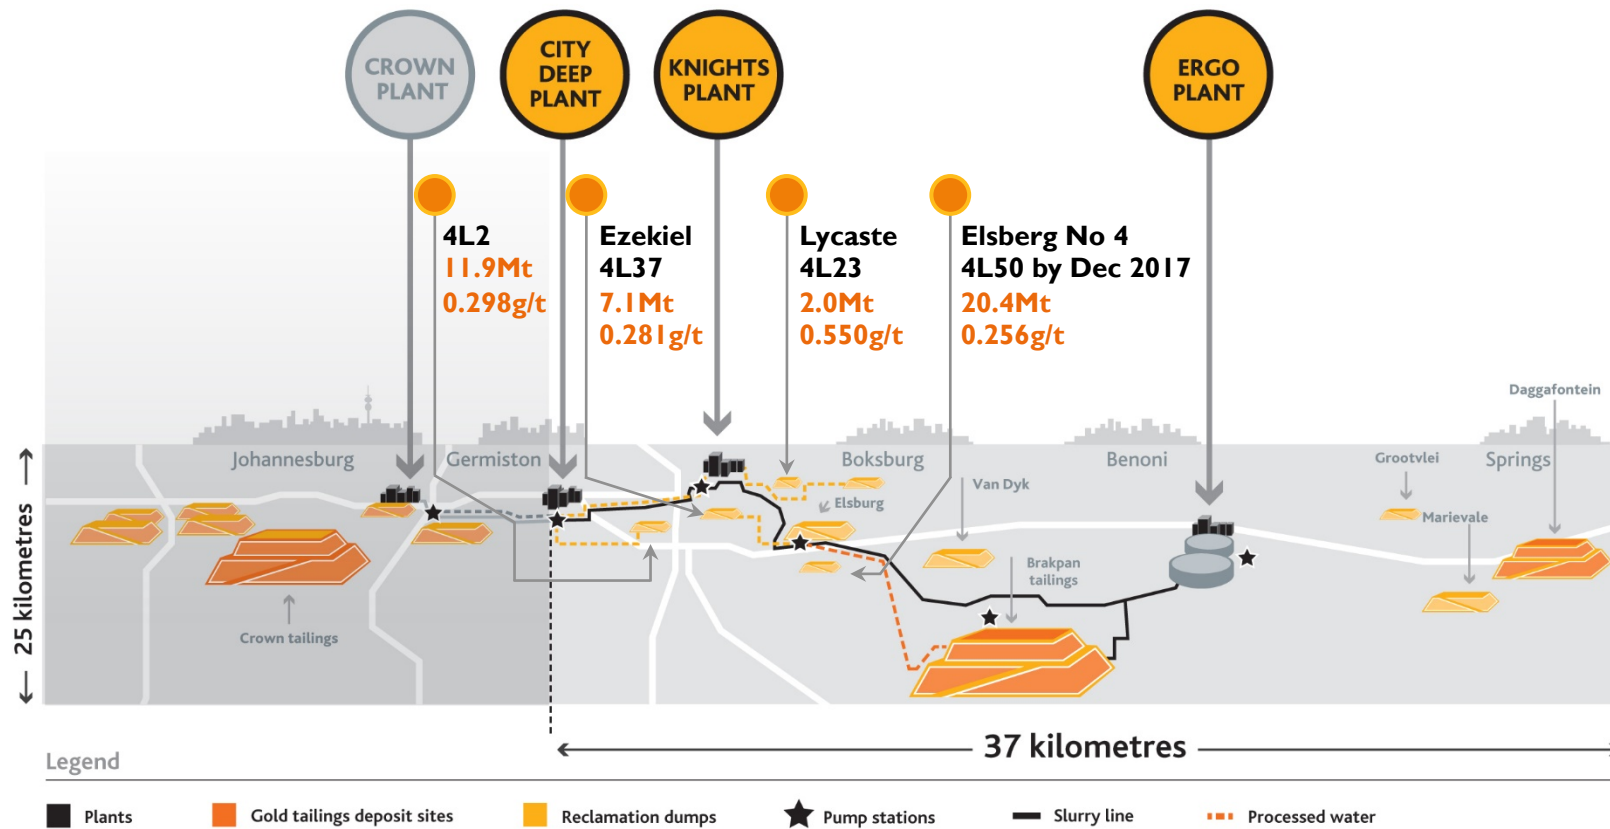 CROWN
PLANT
CITY
DEEP
PLANT
KNIGHTS
PLANT
ERGO
PLANT
4L2
11.9Mt
0.298g/t
Ezekiel
4L37
7.1Mt
0.281g/t
Lycaste
4L23
2.0Mt
0.550g/t
Elsberg No 4
4L50 by Dec 2017
20.4Mt
0.256g/t
Daggafontein
Johannesburg
Germiston
Boksburg
Benoni
Grootvlei
Springs
Van Dyk
Elsburg
Marievale
Brakpan
tailings
Crown tailings
25 kilometres
37 kilometres
Legend
Plants
Gold tailings deposit sites
Reclamation dumps
Pump stations
Slurry line
Processed water